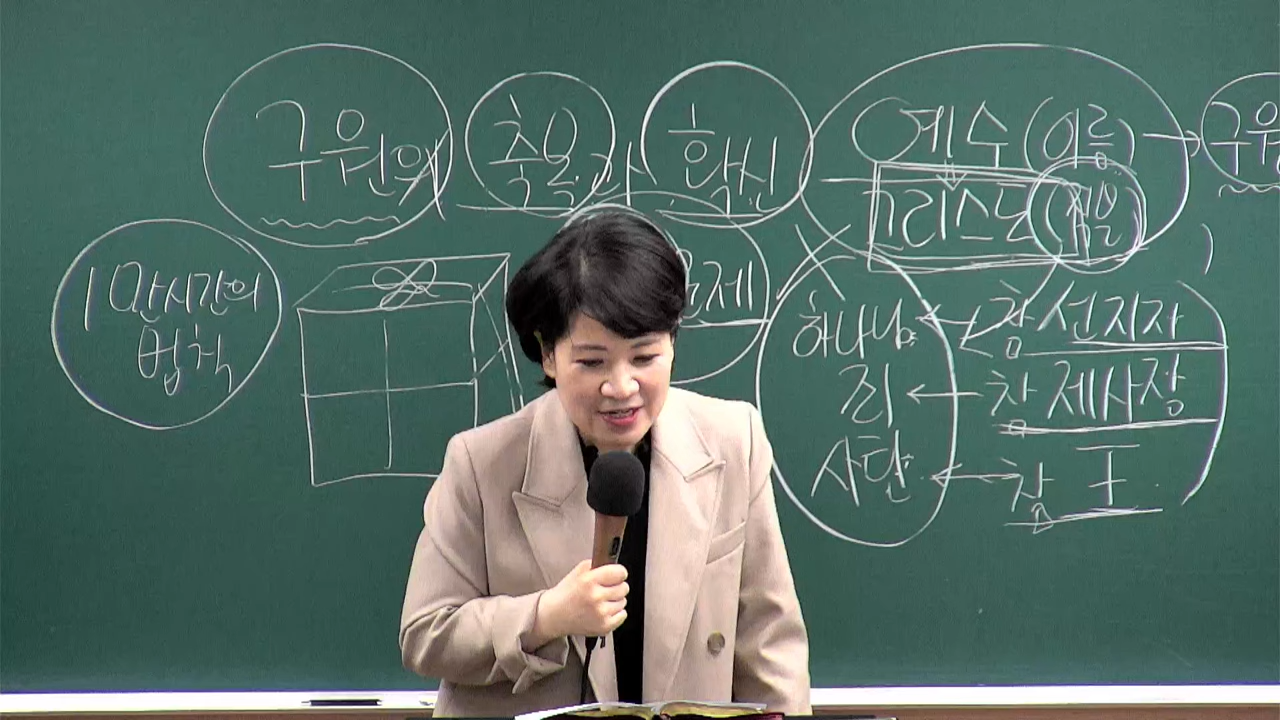 구원의 축복과 확신 예수(이름) → 구원
그리스도(직분)
1만시간의
법칙
문제
하나님 ← 참 선지자
죄 ← 참 제사장
사단 ← 참 王